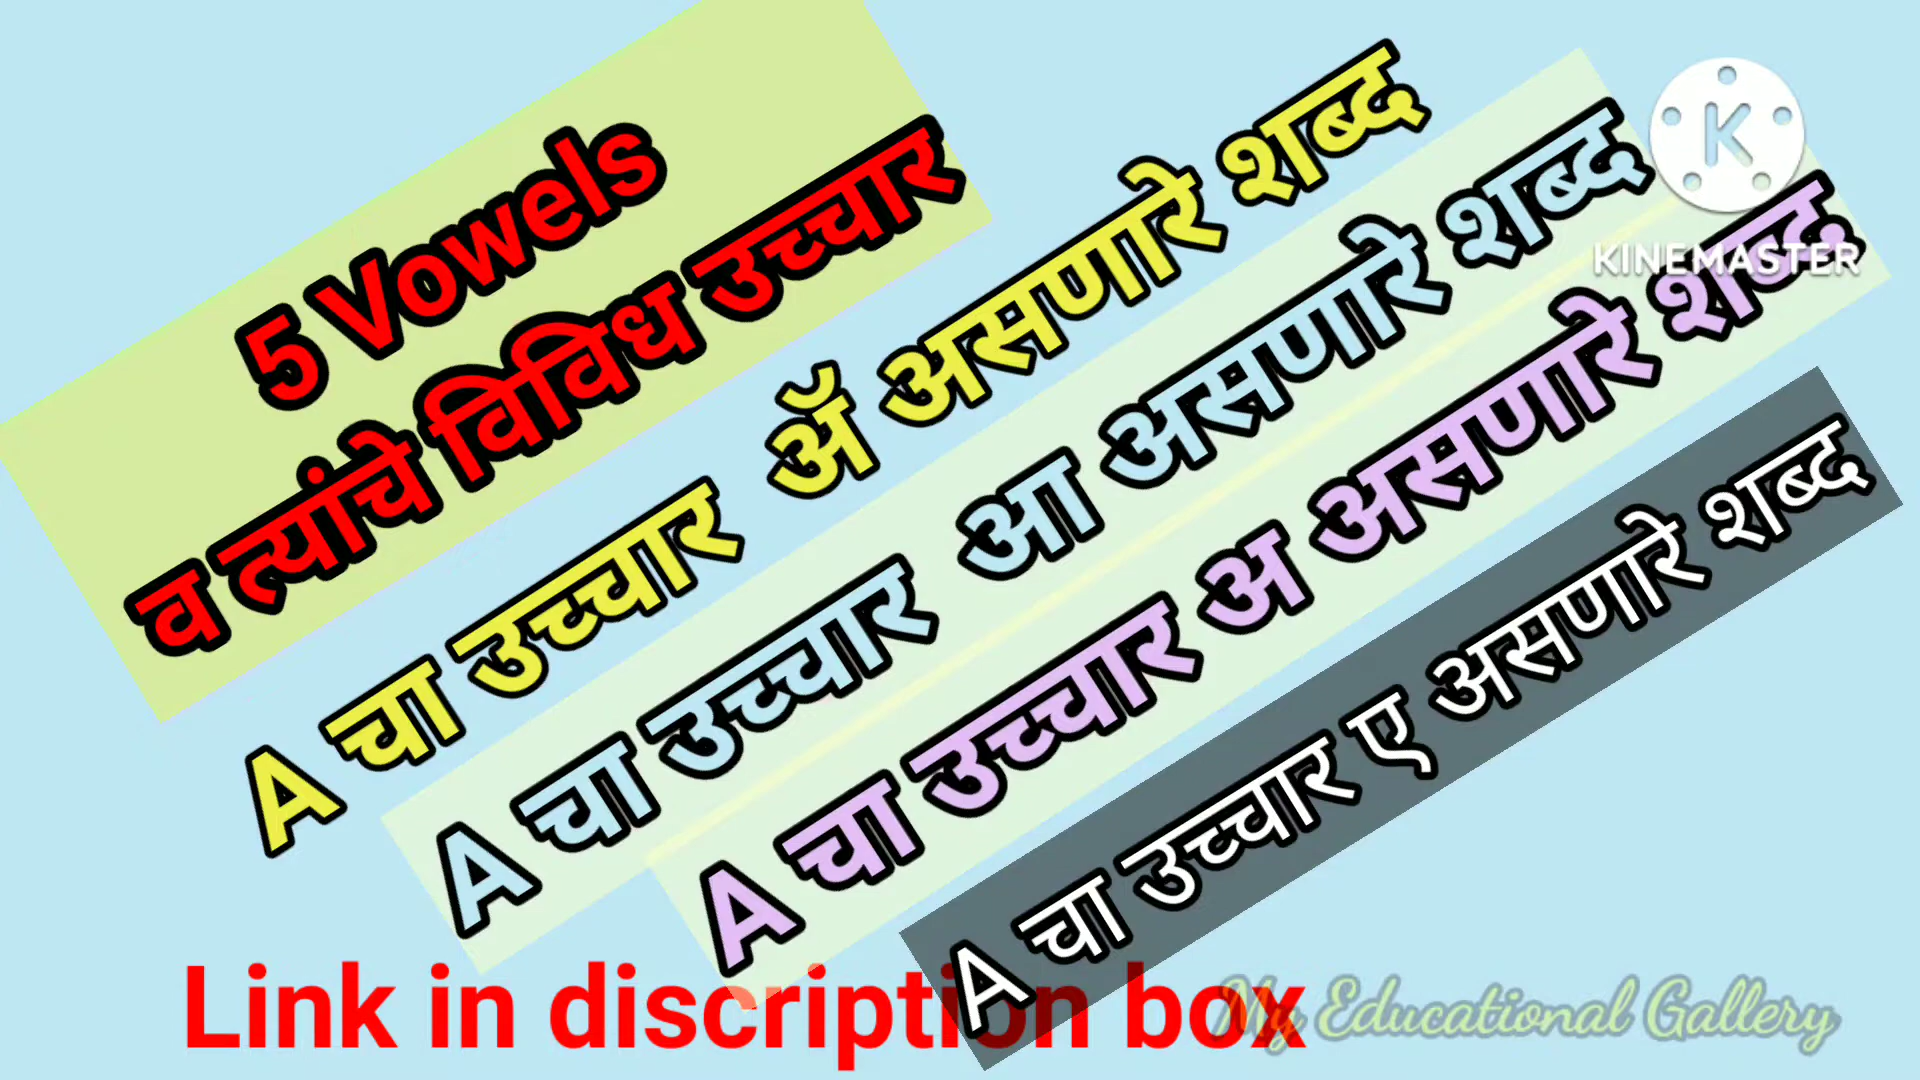 5 Vowels
व त्यांचे विविध उच्चार
A चा उच्चार ॲ असणारे शब्द
A चा उच्चार आ असणारे शब्द
A चा उच्चार अ असणारे शब्द
A चा उच्चार ए असणारे शब्द
Link in discription box
My Educational Gallery
K
KINEMASTER